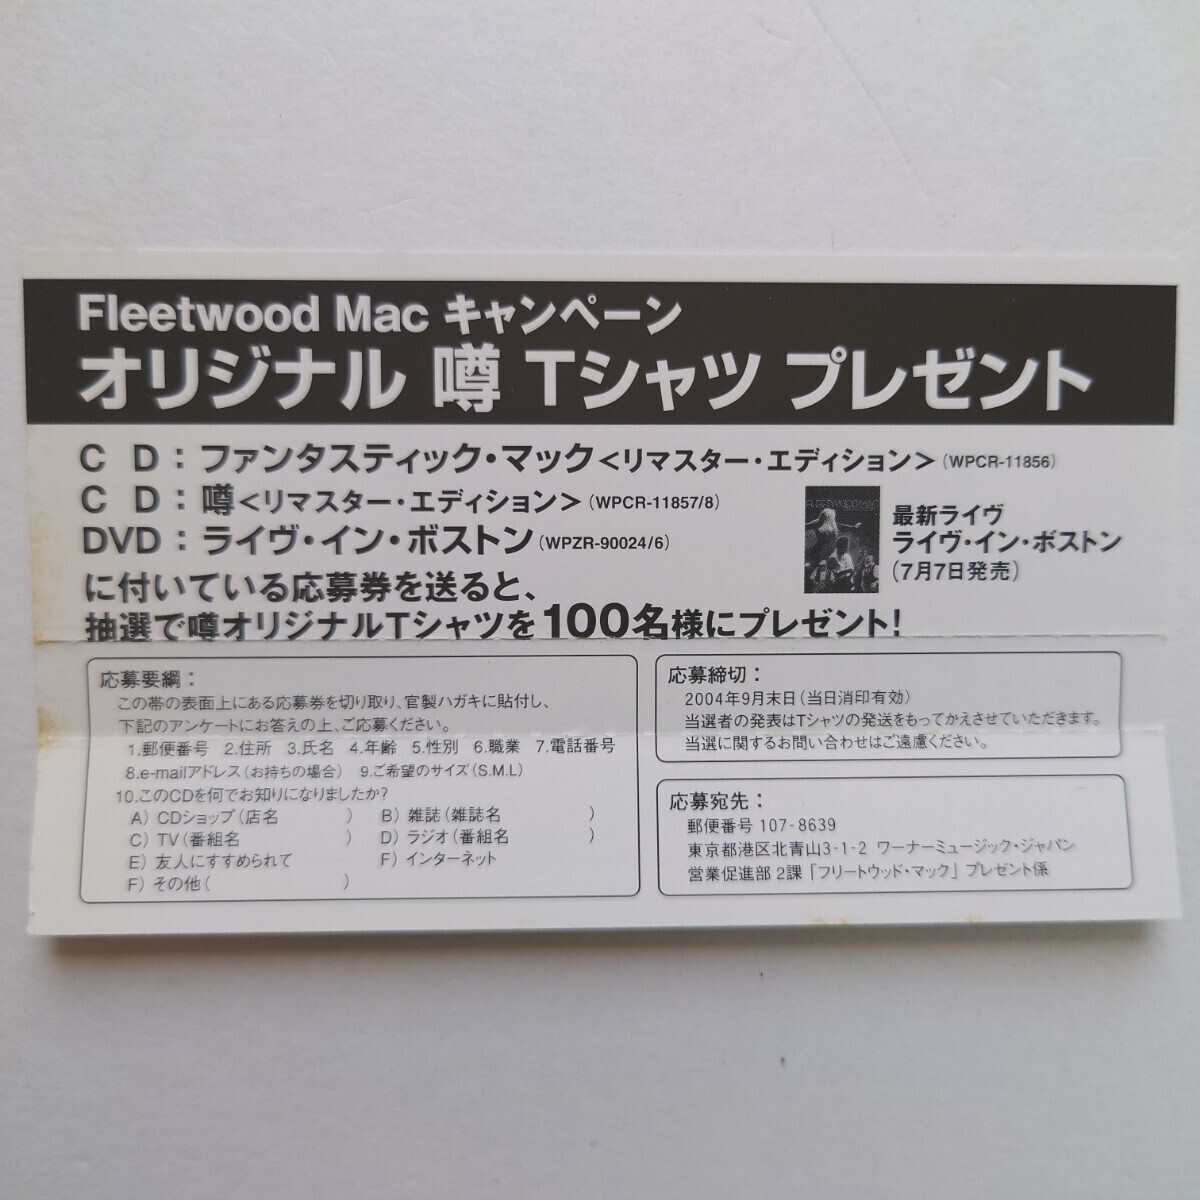 Fleetwood Mac キャンペーン
オリジナル 噂 Tシャツ プレゼント
CD：ファンタスティック・マック＜リマスター・エディション＞(WPCR-11856)
CD：噂＜リマスター・エディション＞(WPCR-11857/8)
DVD：ライヴ・イン・ボストン(WPZR-90024/6)
に付いている応募券を送ると、
抽選で噂オリジナルTシャツを100名様にプレゼント!
FLEETWOOD MAC
最新ライヴ
ライヴ・イン・ボストン
(7月7日発売)
応募要綱：
この帯の表面上にある応募券を切り取り、官製ハガキに貼付し、
下記のアンケートにお答えの上、ご応募ください。
1.郵便番号 2.住所 3.氏名 4.年齢 5.性別 6.職業 7.電話番号
8.e-mailアドレス(お持ちの場合) 9.ご希望のサイズ(S.M.L)
10.このCDを何でお知りになりましたか?
A) CDショップ(店名 ) B) 雑誌(雑誌名 )
C) TV(番組名 ) D) ラジオ(番組名 )
E) 友人にすすめられて F) インターネット
F) その他( )
応募締切：
2004年9月末日(当日消印有効)
当選者の発表はTシャツの発送をもってかえさせていただきます。
当選に関するお問い合わせはご遠慮ください。
応募宛先：
郵便番号 107-8639
東京都港区北青山3-1-2 ワーナーミュージック・ジャパン
営業促進部2課「フリートウッド・マック」プレゼント係